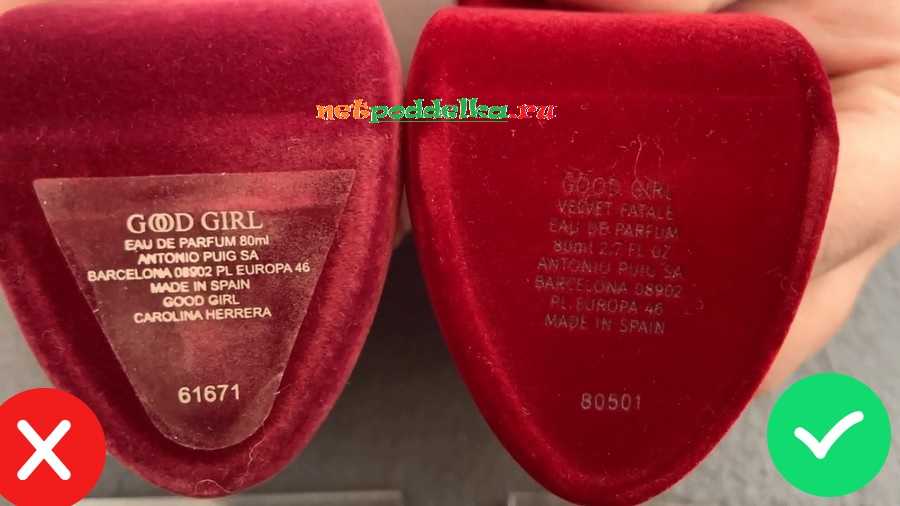 netpoddelka.ru
GOOD GIRL
EAU DE PARFUM 80ml
ANTONIO PUIG SA
BARCELONA 08902 PL EUROPA 46
MADE IN SPAIN
GOOD GIRL
CAROLINA HERRERA
61671
GOOD GIRL
VELVET FATALE
EAU DE PARFUM
80ml 2.7 FL OZ
ANTONIO PUIG SA
BARCELONA 08902
PL.EUROPA 46
MADE IN SPAIN
80501